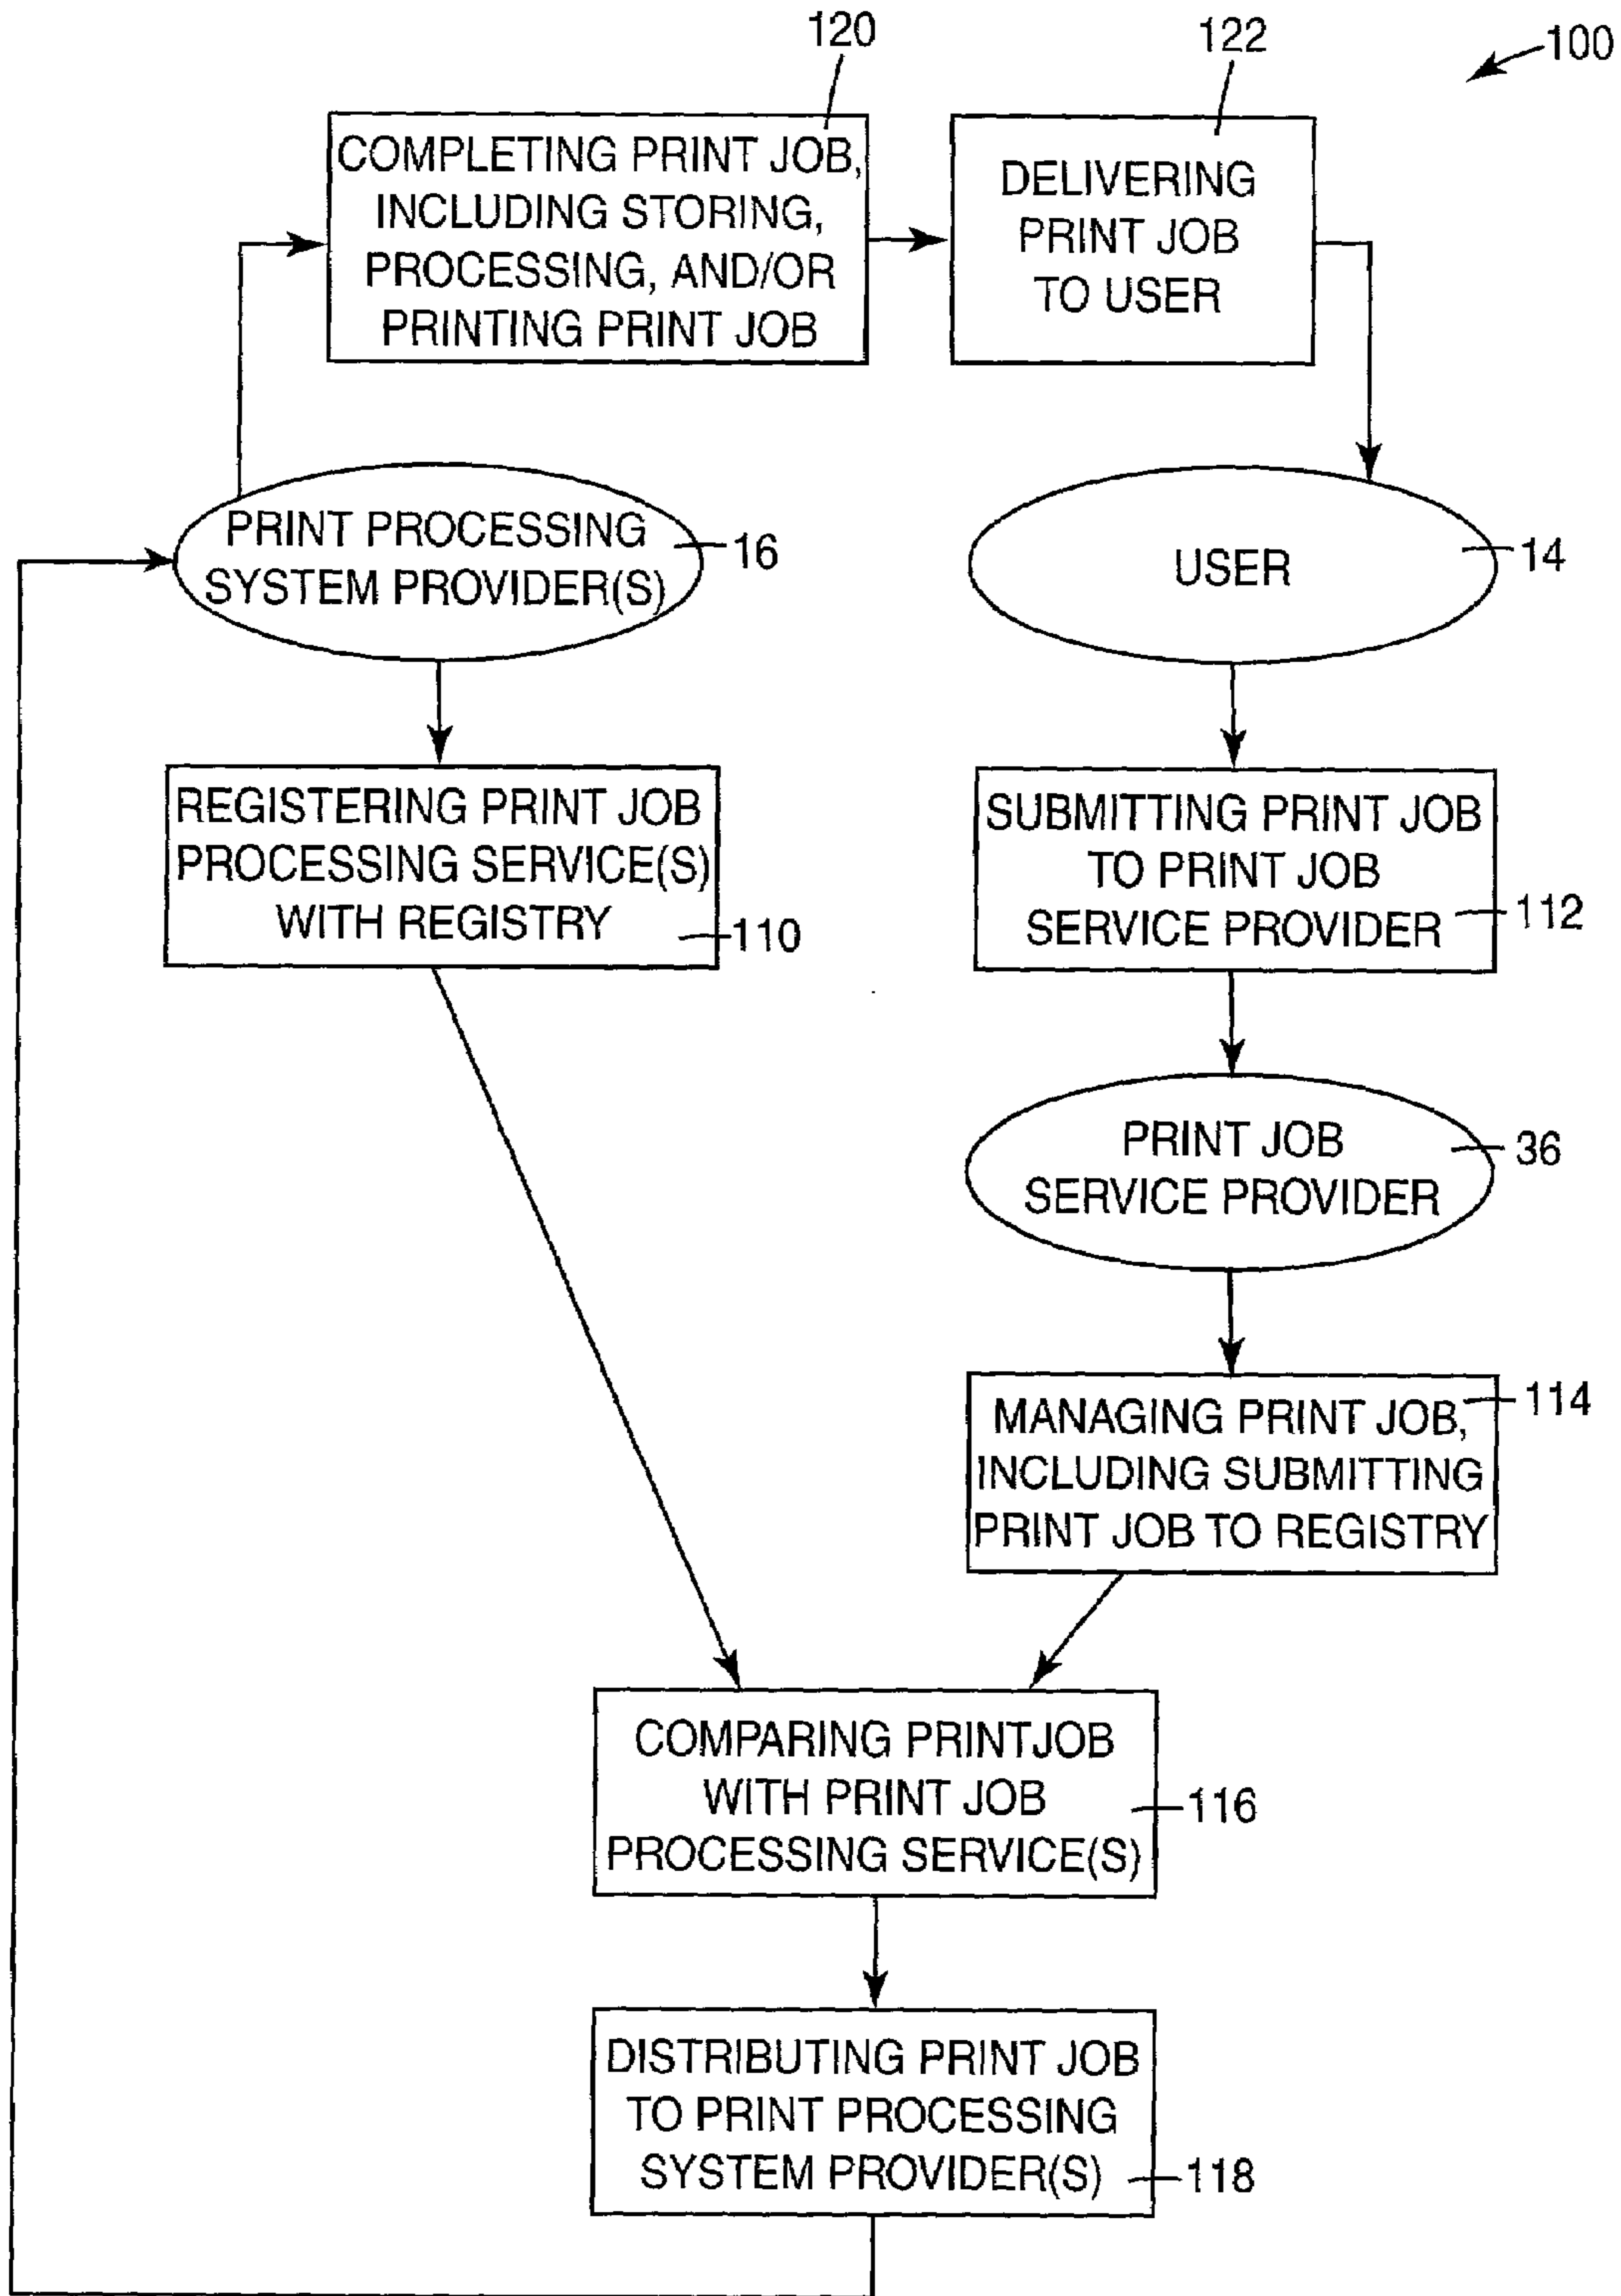 120
122
100
COMPLETING PRINT JOB,
INCLUDING STORING,
PROCESSING, AND/OR
PRINTING PRINT JOB
DELIVERING
PRINT JOB
TO USER
PRINT PROCESSING
SYSTEM PROVIDER(S)
16
USER
14
REGISTERING PRINT JOB
PROCESSING SERVICE(S)
WITH REGISTRY
110
SUBMITTING PRINT JOB
TO PRINT JOB
SERVICE PROVIDER
112
PRINT JOB
SERVICE PROVIDER
36
MANAGING PRINT JOB,
INCLUDING SUBMITTING
PRINT JOB TO REGISTRY
114
COMPARING PRINTJOB
WITH PRINT JOB
PROCESSING SERVICE(S)
116
DISTRIBUTING PRINT JOB
TO PRINT PROCESSING
SYSTEM PROVIDER(S)
118